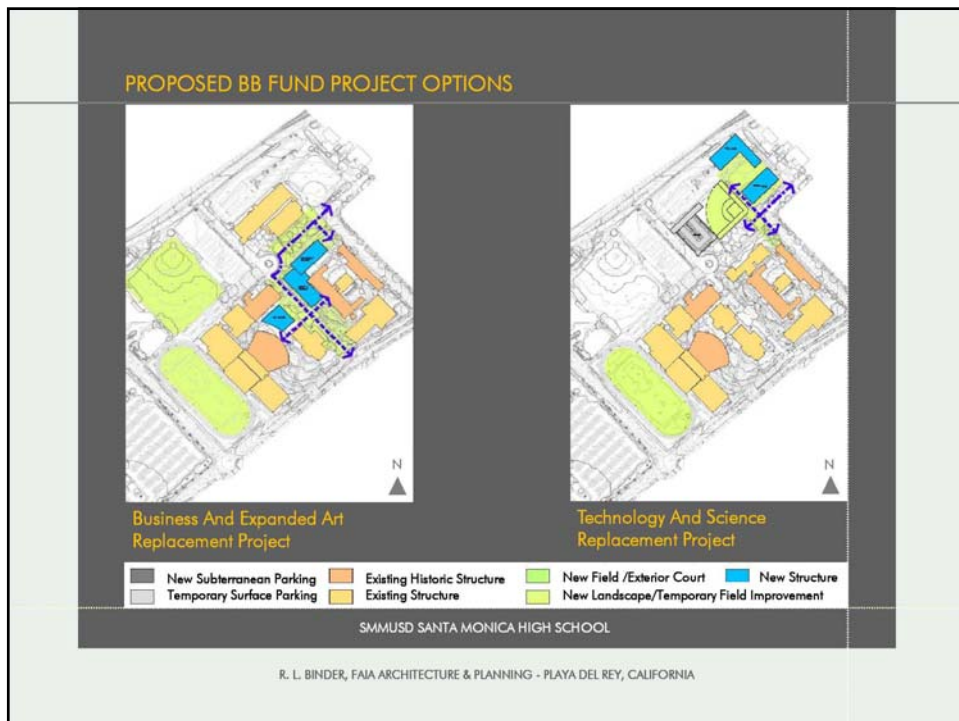 PROPOSED BB FUND PROJECT OPTIONS
N
N
Business And Expanded Art
Replacement Project
Technology And Science
Replacement Project
New Subterranean Parking
Existing Historic Structure
New Field /Exterior Court
New Structure
Temporary Surface Parking
Existing Structure
New Landscape/Temporary Field Improvement
SMMUSD SANTA MONICA HIGH SCHOOL
R. L. BINDER, FAIA ARCHITECTURE & PLANNING - PLAYA DEL REY, CALIFORNIA